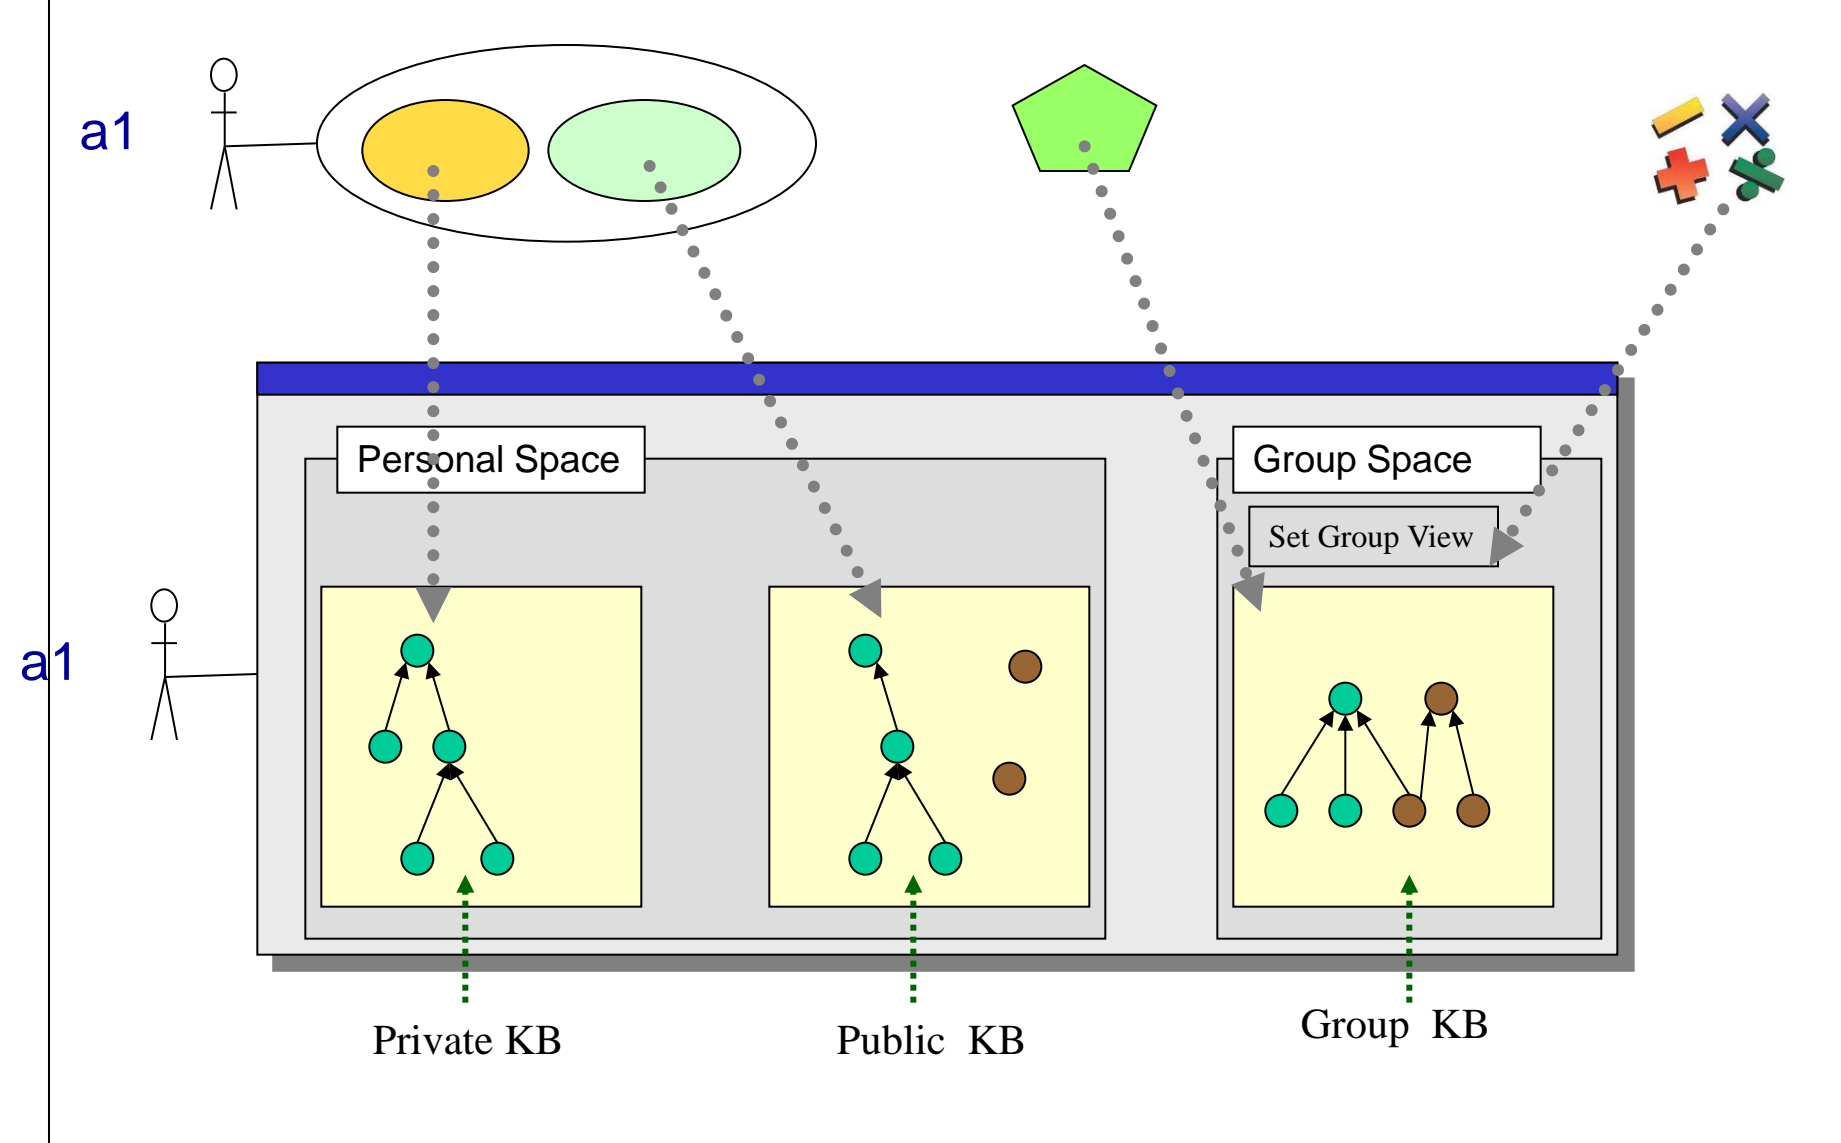 a1
Personal Space
Group Space
Set Group View
a1
Private KB
Public  KB
Group  KB